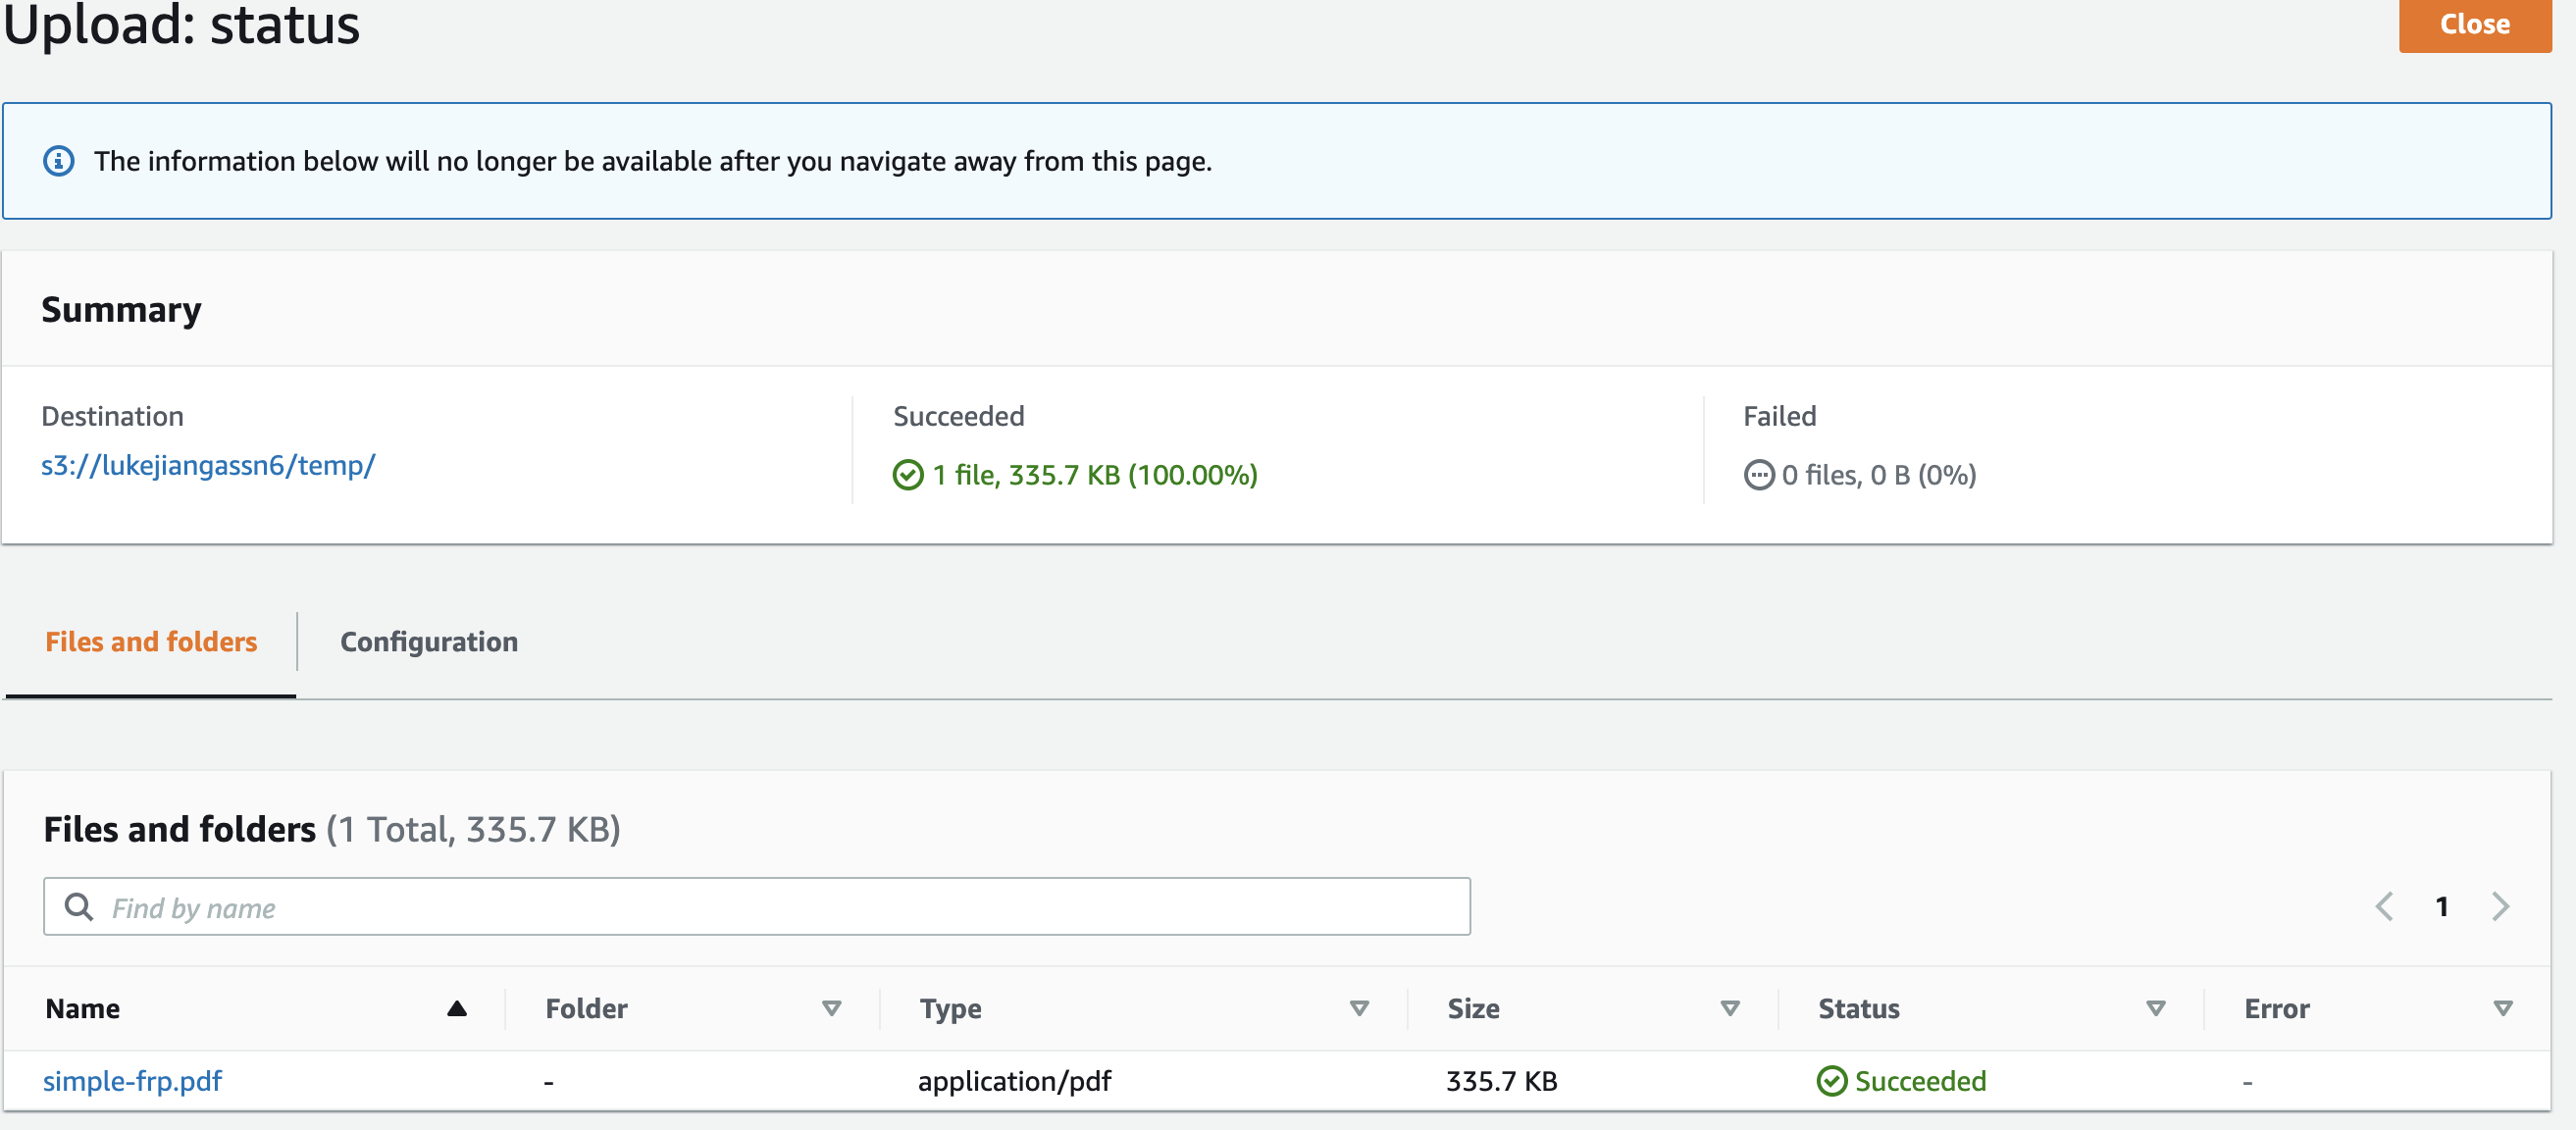 Upload: status
Close
The information below will no longer be available after you navigate away from this page.
Summary
Destination
s3://lukejiangassn6/temp/
Succeeded
1 file, 335.7 KB (100.00%)
Failed
0 files, 0 B (0%)
Files and folders
Configuration
Files and folders (1 Total, 335.7 KB)
Find by name
1
Name Folder Type Size Status Error
simple-frp.pdf - application/pdf 335.7 KB Succeeded -